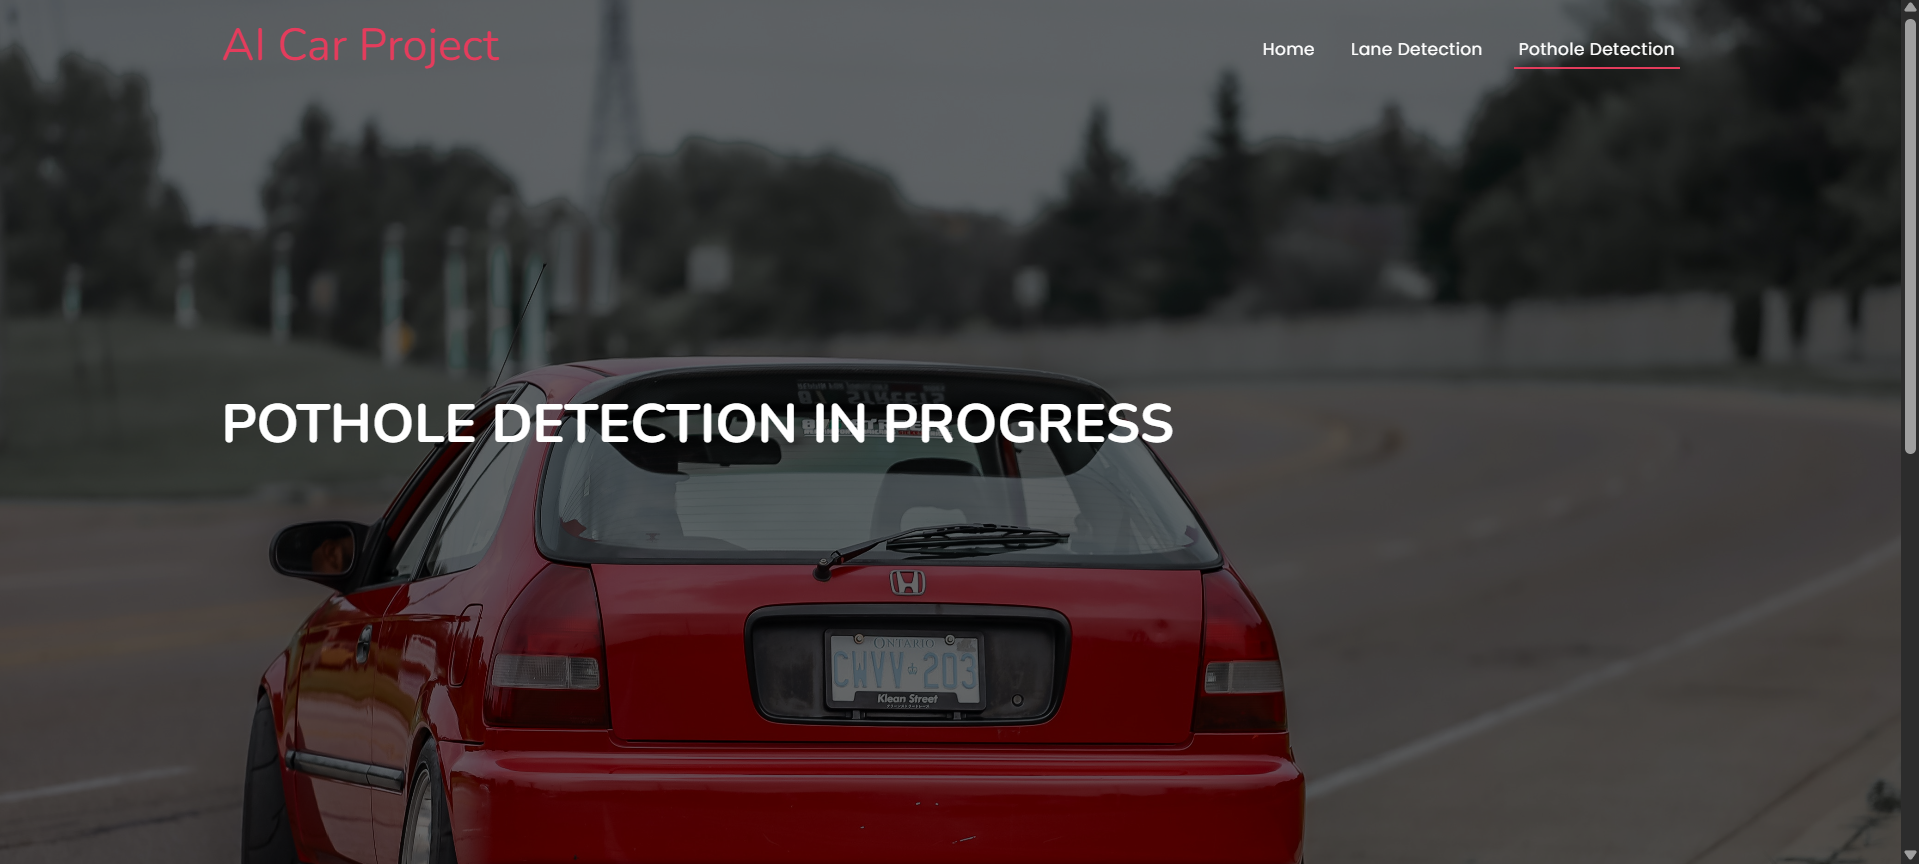 AI Car Project
Home
Lane Detection
Pothole Detection
POTHOLE DETECTION IN PROGRESS
ONTARIO
CWVV 203
Klean Street